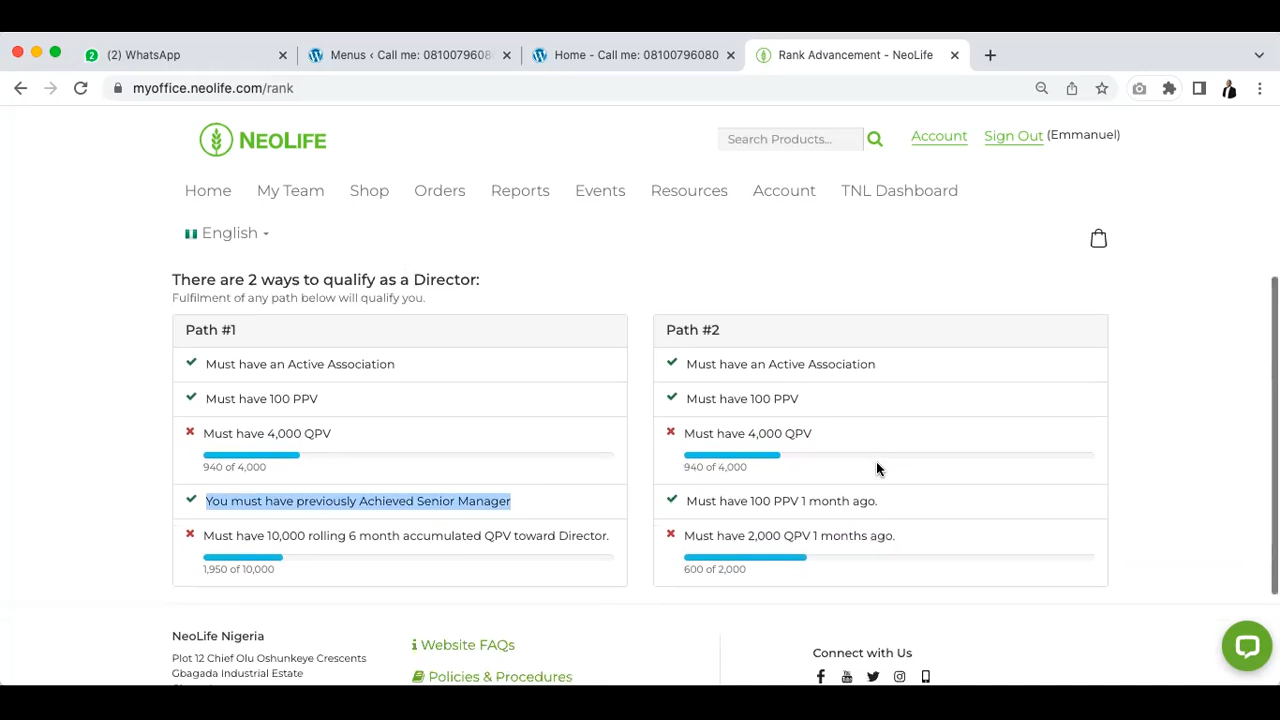 (2) WhatsApp
Menus ‹ Call me: 0810079608
Home - Call me: 08100796080
Rank Advancement - NeoLife
myoffice.neolife.com/rank
NEOLIFE
Search Products...
Account
Sign Out (Emmanuel)
Home
My Team
Shop
Orders
Reports
Events
Resources
Account
TNL Dashboard
English
There are 2 ways to qualify as a Director:
Fulfilment of any path below will qualify you.
Path #1
Must have an Active Association
Must have 100 PPV
Must have 4,000 QPV
940 of 4,000
You must have previously Achieved Senior Manager
Must have 10,000 rolling 6 month accumulated QPV toward Director.
1,950 of 10,000
Path #2
Must have an Active Association
Must have 100 PPV
Must have 4,000 QPV
940 of 4,000
Must have 100 PPV 1 month ago.
Must have 2,000 QPV 1 months ago.
600 of 2,000
NeoLife Nigeria
Plot 12 Chief Olu Oshunkeye Crescents
Gbagada Industrial Estate
Website FAQs
Policies & Procedures
Connect with Us